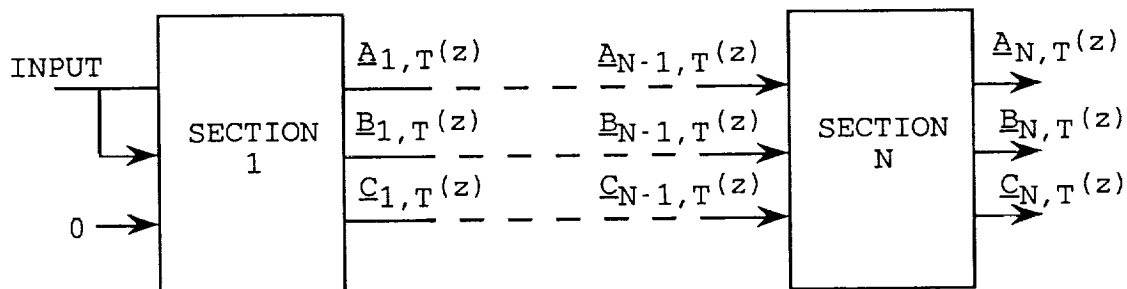 INPUT
0
SECTION
1
A1,T(z)
B1,T(z)
C1,T(z)
AN-1,T(z)
BN-1,T(z)
CN-1,T(z)
SECTION
N
AN,T(z)
BN,T(z)
CN,T(z)